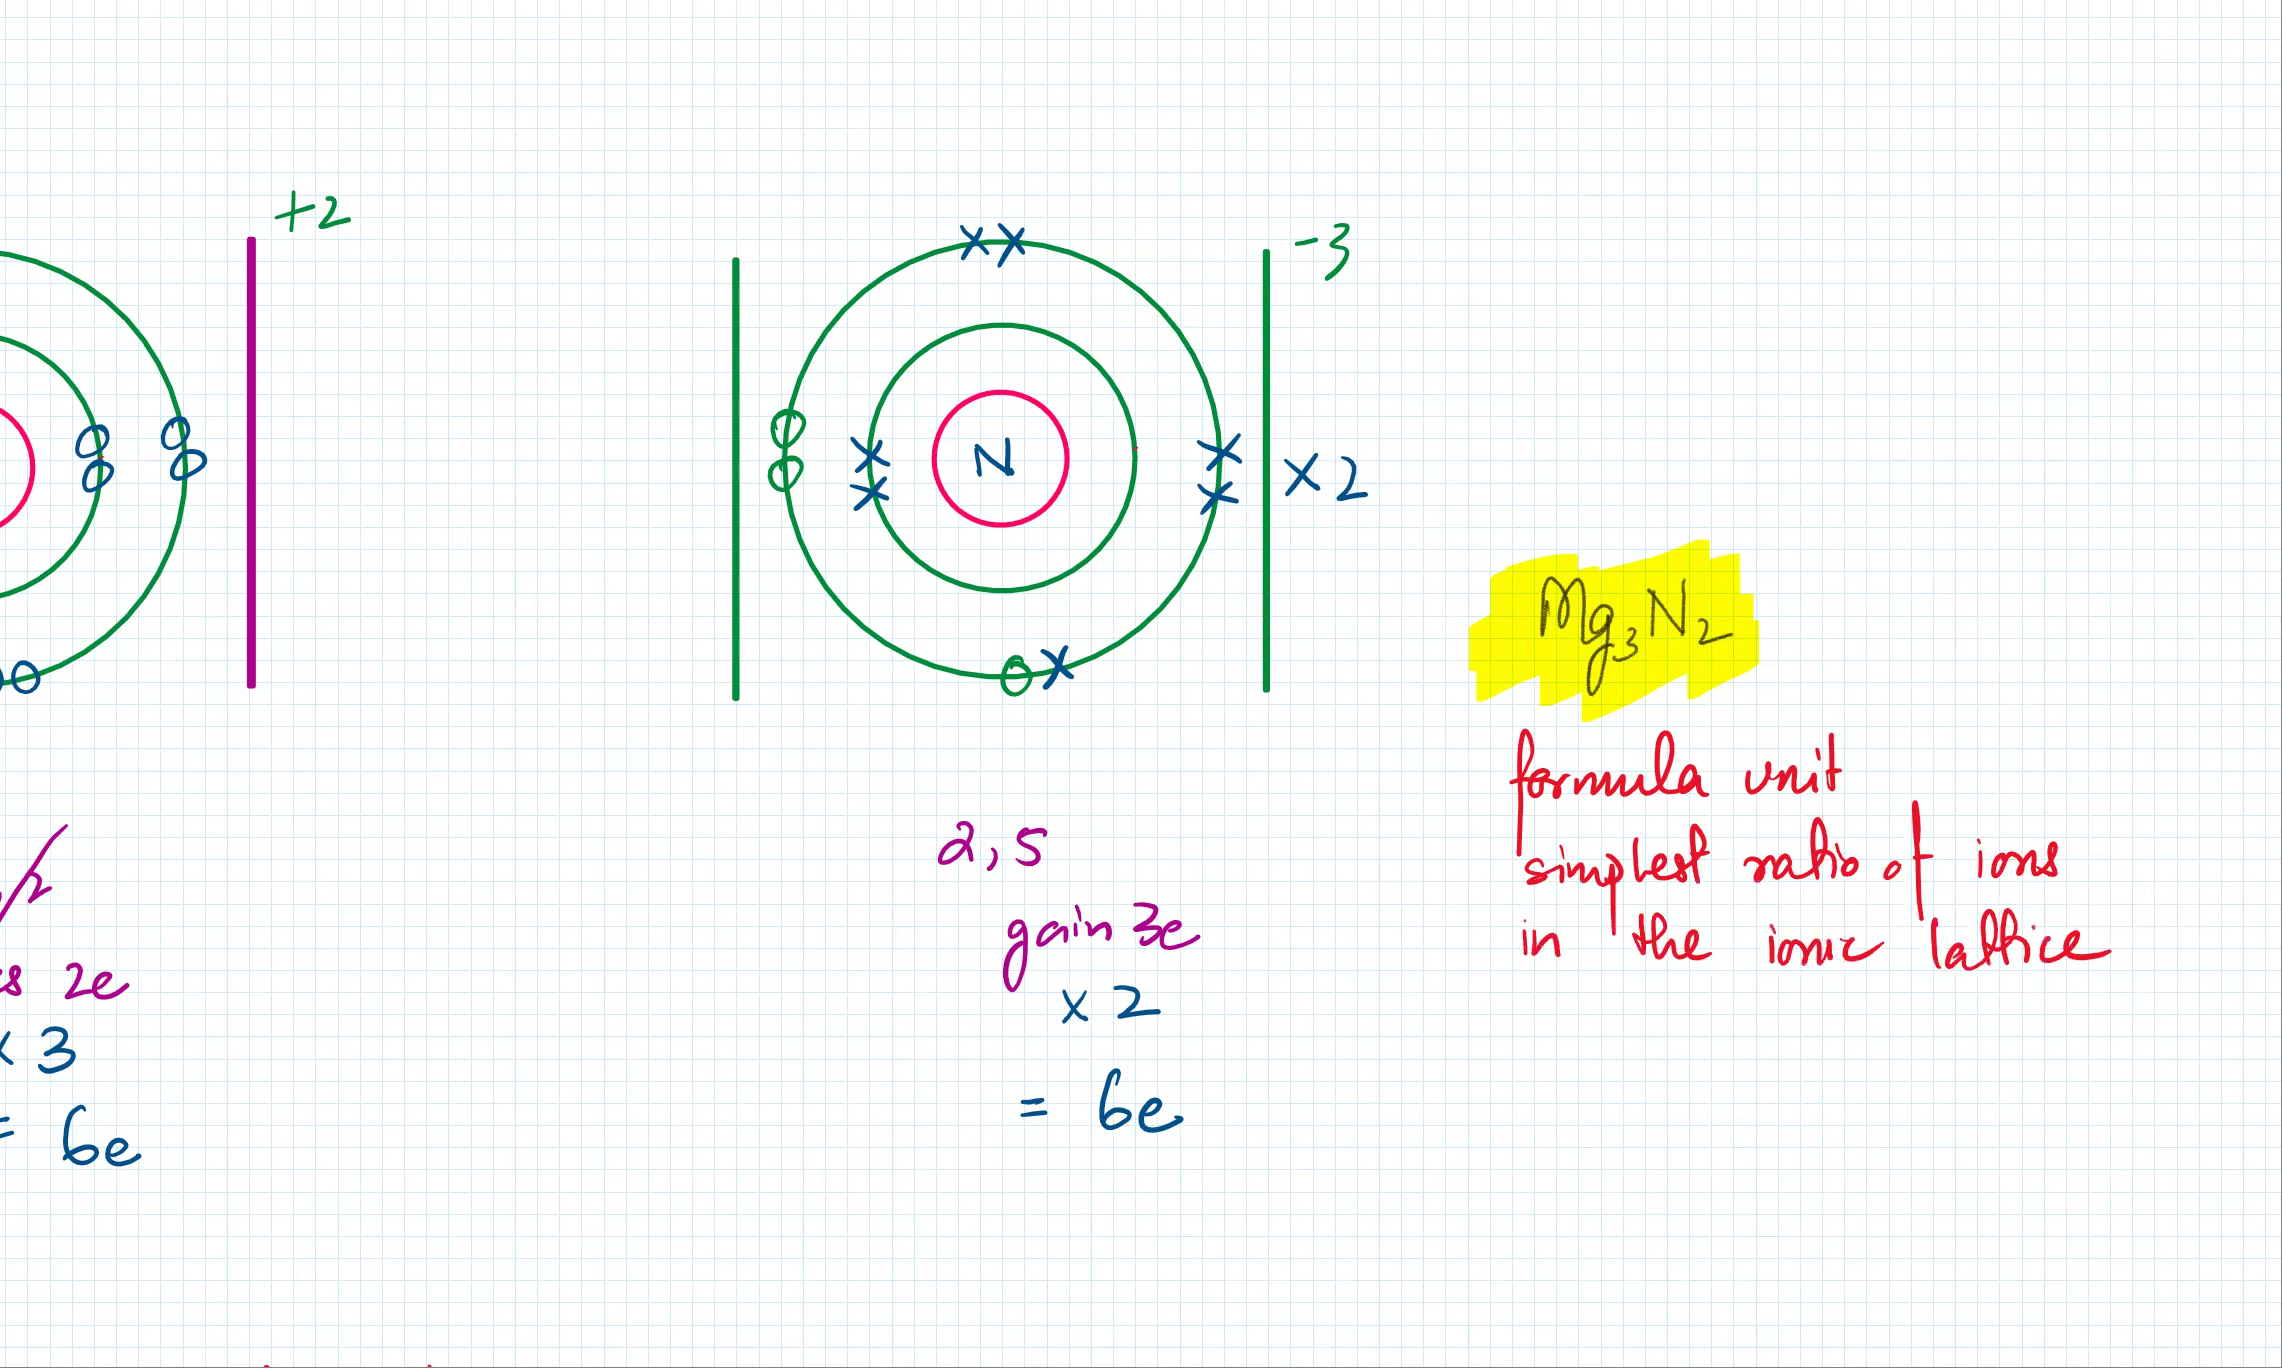 +2
-3
N
× 2
Mg₃N₂
formula unit
simplest ratio of ions
in the ionic lattice
2, 5
gain 3e
× 2
= 6e
2
s 2e
× 3
= 6e